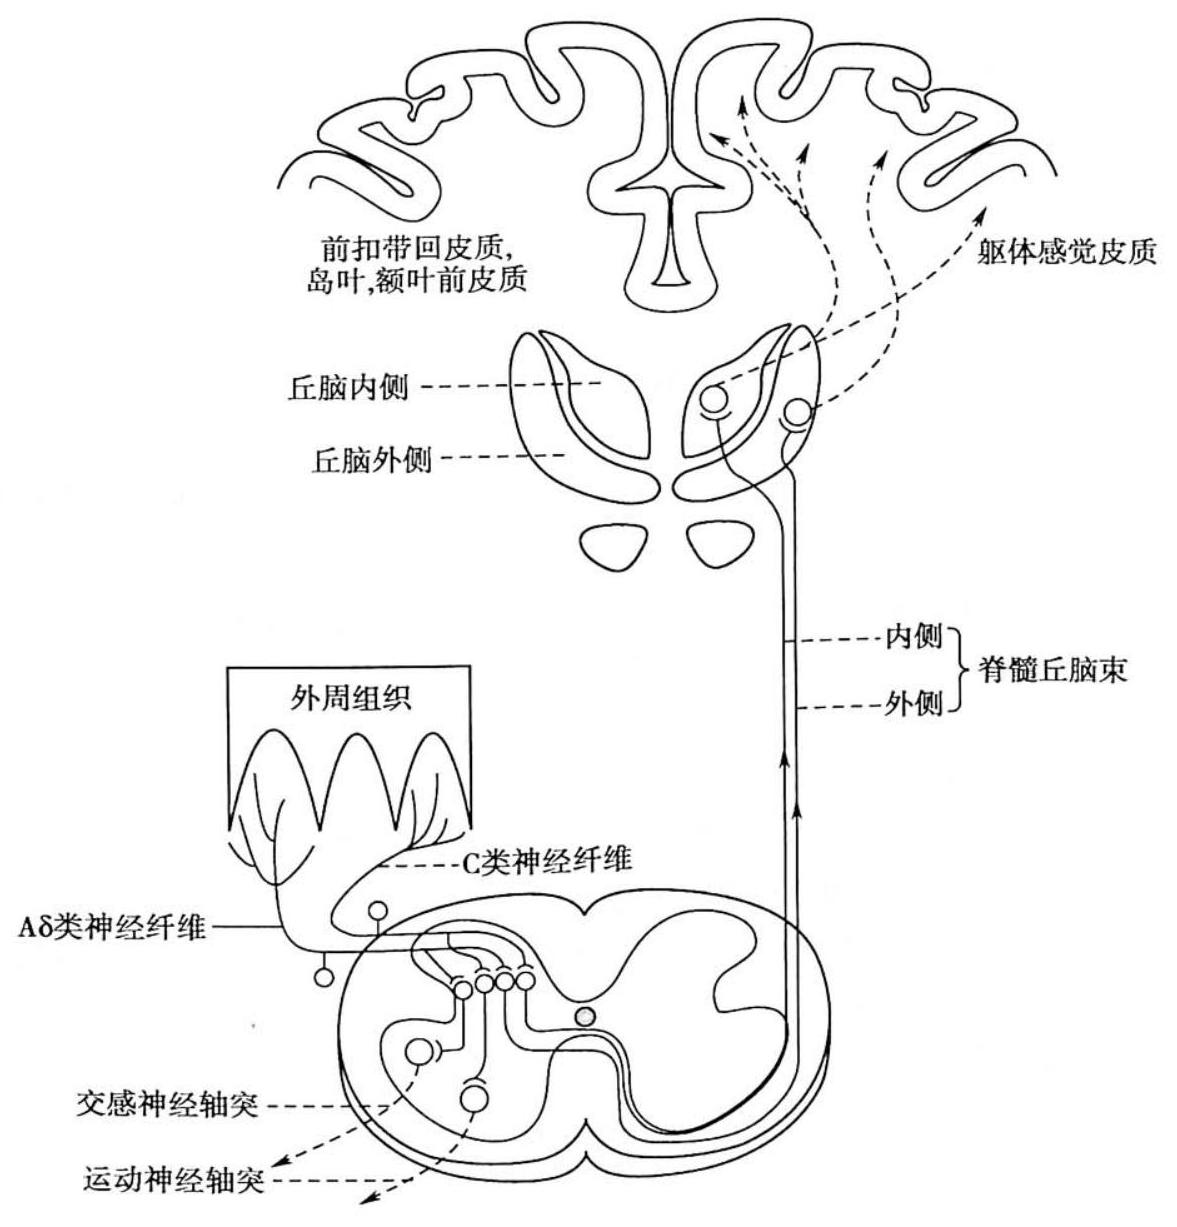 前扣带回皮质,
岛叶,额叶前皮质
躯体感觉皮质
丘脑内侧
丘脑外侧
内侧
脊髓丘脑束
外侧
外周组织
C类神经纤维
Aδ类神经纤维
交感神经轴突
运动神经轴突